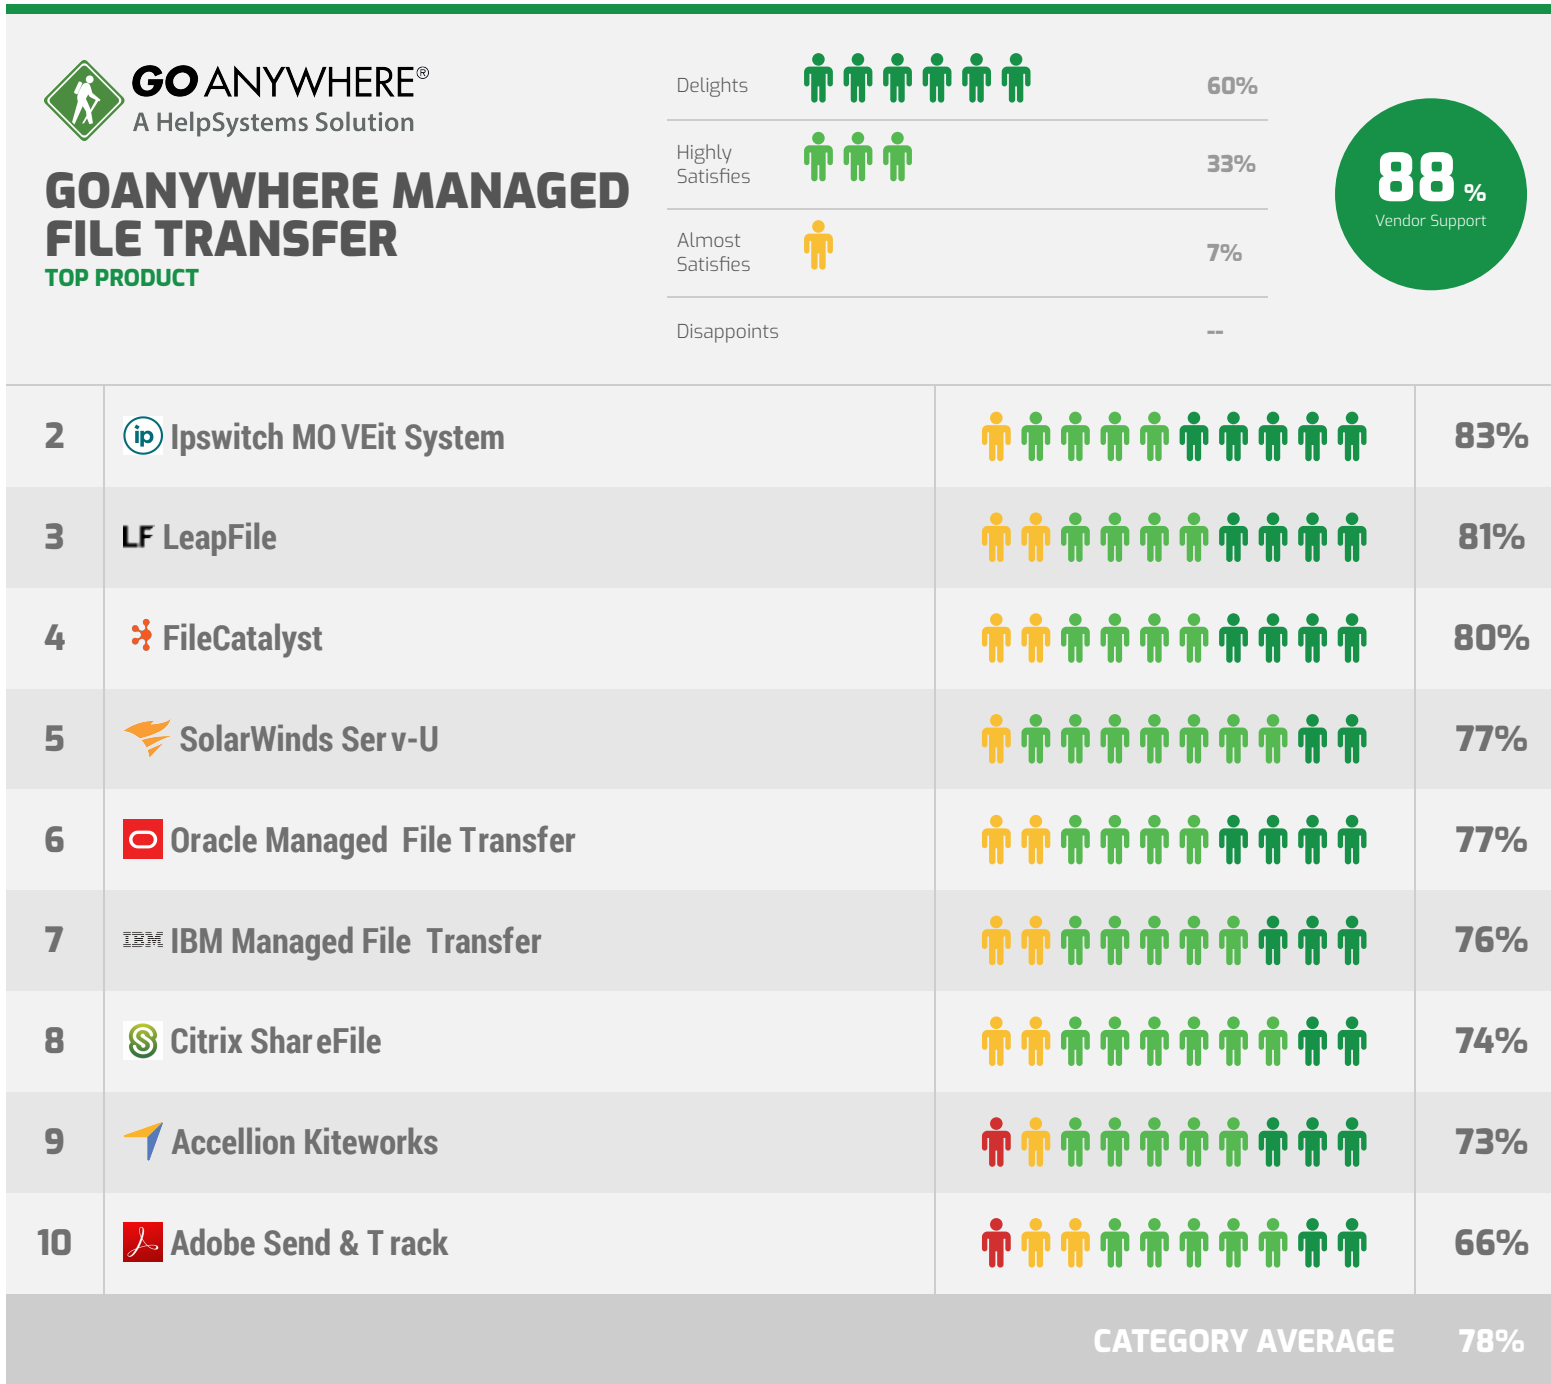 GO ANYWHERE®
A HelpSystems Solution
GOANYWHERE MANAGED
FILE TRANSFER
TOP PRODUCT
Delights 60%
Highly
Satisfies 33%
Almost
Satisfies 7%
Disappoints --
88 %
Vendor Support
2 ip Ipswitch MOVEit System 83%
3 LF LeapFile 81%
4 FileCatalyst 80%
5 SolarWinds Serv-U 77%
6 Oracle Managed File Transfer 77%
7 IBM IBM Managed File Transfer 76%
8 Citrix ShareFile 74%
9 Accellion Kiteworks 73%
10 Adobe Send & Track 66%
CATEGORY AVERAGE 78%